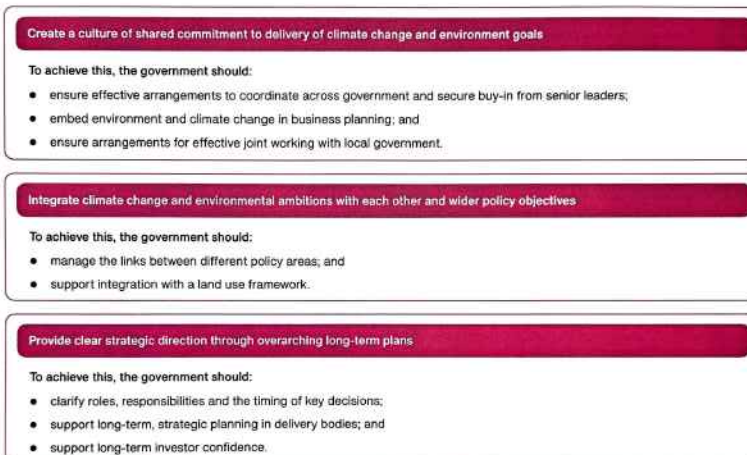 Create a culture of shared commitment to delivery of climate change and environment goals
To achieve this, the government should:
● ensure effective arrangements to coordinate across government and secure buy-in from senior leaders;
● embed environment and climate change in business planning; and
● ensure arrangements for effective joint working with local government.
Integrate climate change and environmental ambitions with each other and wider policy objectives
To achieve this, the government should:
● manage the links between different policy areas; and
● support integration with a land use framework.
Provide clear strategic direction through overarching long-term plans
To achieve this, the government should:
● clarify roles, responsibilities and the timing of key decisions;
● support long-term, strategic planning in delivery bodies; and
● support long-term investor confidence.